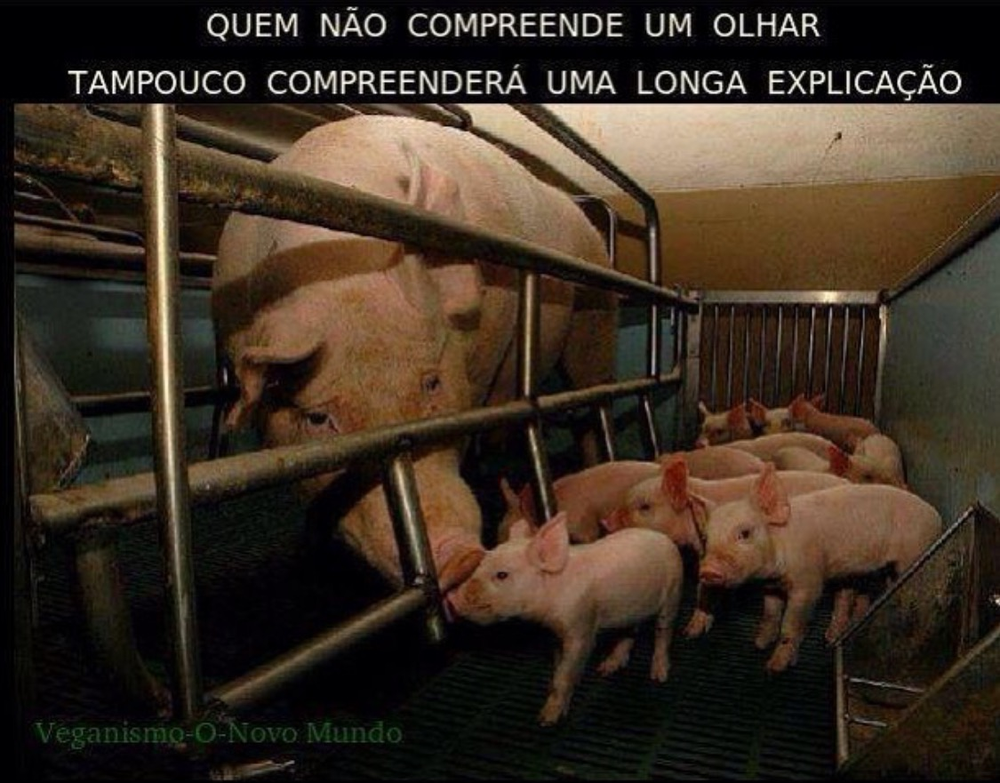 QUEM NÃO COMPREENDE UM OLHAR
TAMPOUCO COMPREENDERÁ UMA LONGA EXPLICAÇÃO
Veganismo-O-Novo Mundo